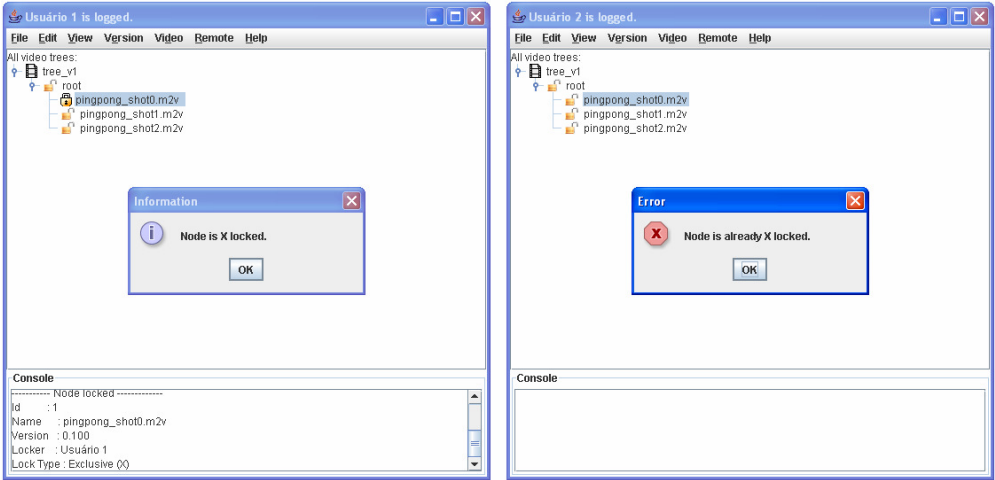 Usuário 1 is logged.
File Edit View Version Video Remote Help
All video trees:
tree_v1
root
pingpong_shot0.m2v
pingpong_shot1.m2v
pingpong_shot2.m2v
Information
Node is X locked.
OK
Console
----------- Node locked -------------
Id : 1
Name : pingpong_shot0.m2v
Version : 0.100
Locker : Usuário 1
Lock Type : Exclusive (X)
Usuário 2 is logged.
File Edit View Version Video Remote Help
All video trees:
tree_v1
root
pingpong_shot0.m2v
pingpong_shot1.m2v
pingpong_shot2.m2v
Error
Node is already X locked.
OK
Console